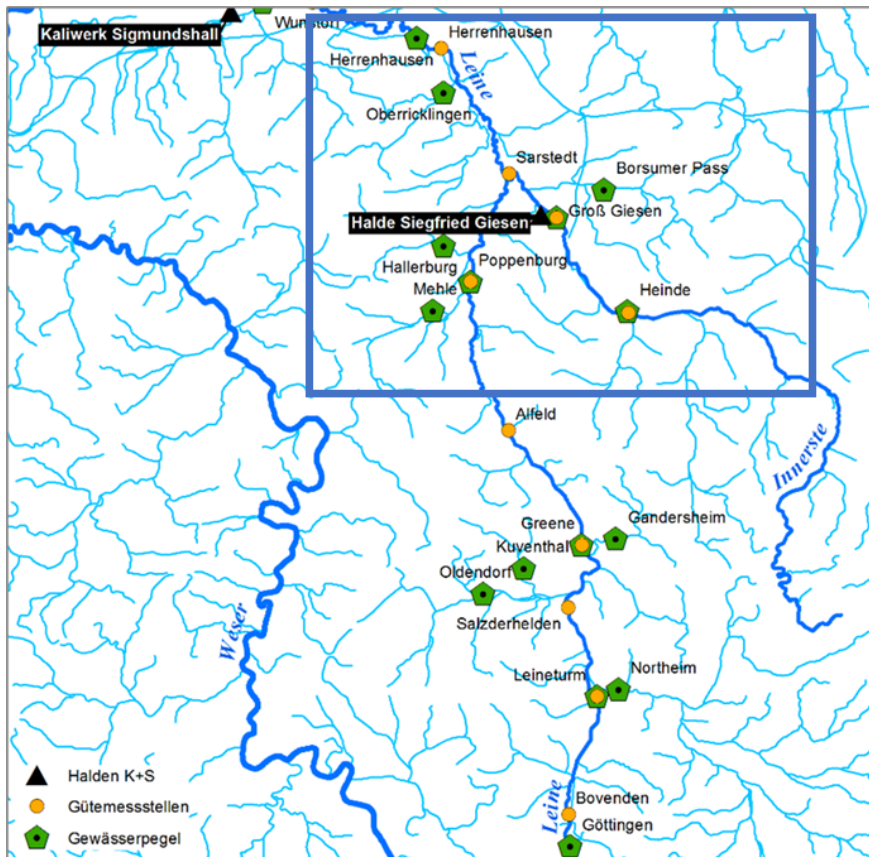 Kaliwerk Sigmundshall
Wunstorf
Herrenhausen
Herrenhausen
Leine
Oberricklingen
Sarstedt
Borsumer Pass
Halde Siegfried Giesen
Groß Giesen
Hallerburg
Poppenburg
Mehle
Heinde
Alfeld
Innerste
Greene
Gandersheim
Kuventhal
Oldendorf
Weser
Salzderhelden
Leineturm
Northeim
Halden K+S
Gütemessstellen
Gewässerpegel
Leine
Bovenden
Göttingen